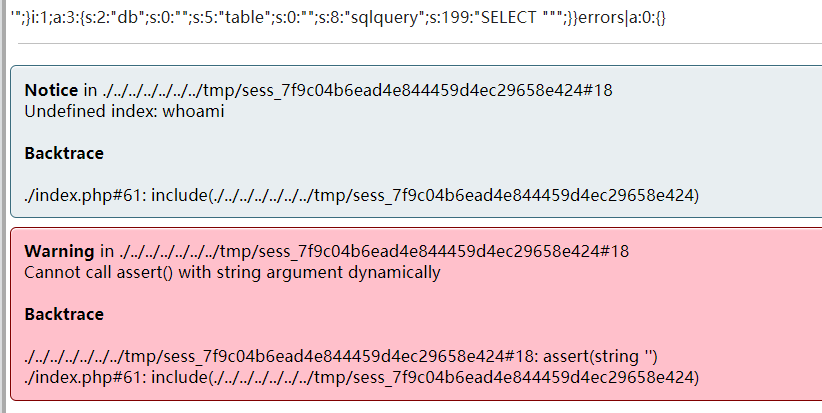 '";}i:1;a:3:{s:2:"db";s:0:"";s:5:"table";s:0:"";s:8:"sqlquery";s:199:"SELECT """;}}errors|a:0:{}
Notice in ./../../../../../../tmp/sess_7f9c04b6ead4e844459d4ec29658e424#18
Undefined index: whoami
Backtrace
./index.php#61: include(./../../../../../../tmp/sess_7f9c04b6ead4e844459d4ec29658e424)
Warning in ./../../../../../../tmp/sess_7f9c04b6ead4e844459d4ec29658e424#18
Cannot call assert() with string argument dynamically
Backtrace
./../../../../../../tmp/sess_7f9c04b6ead4e844459d4ec29658e424#18: assert(string '')
./index.php#61: include(./../../../../../../tmp/sess_7f9c04b6ead4e844459d4ec29658e424)